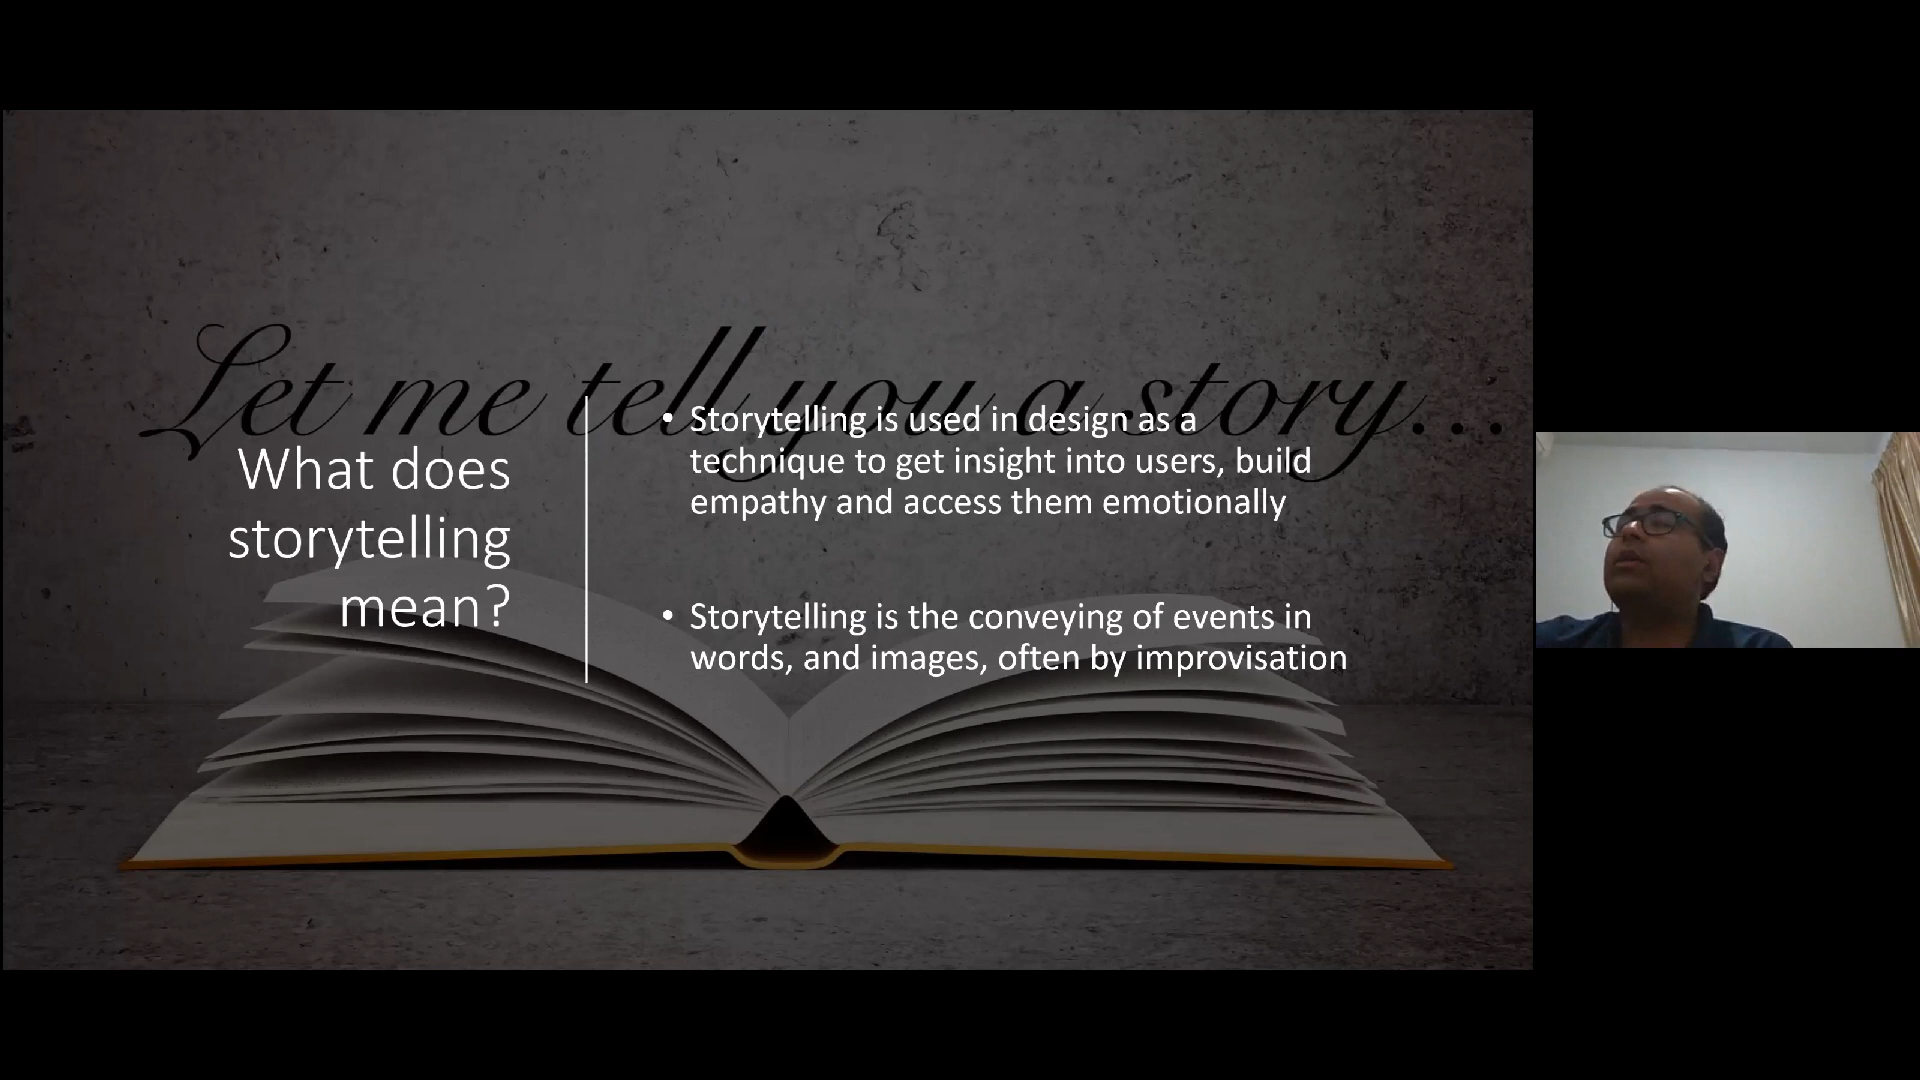 Let me tell you a story...
What does
storytelling
mean?
• Storytelling is used in design as a
technique to get insight into users, build
empathy and access them emotionally
• Storytelling is the conveying of events in
words, and images, often by improvisation